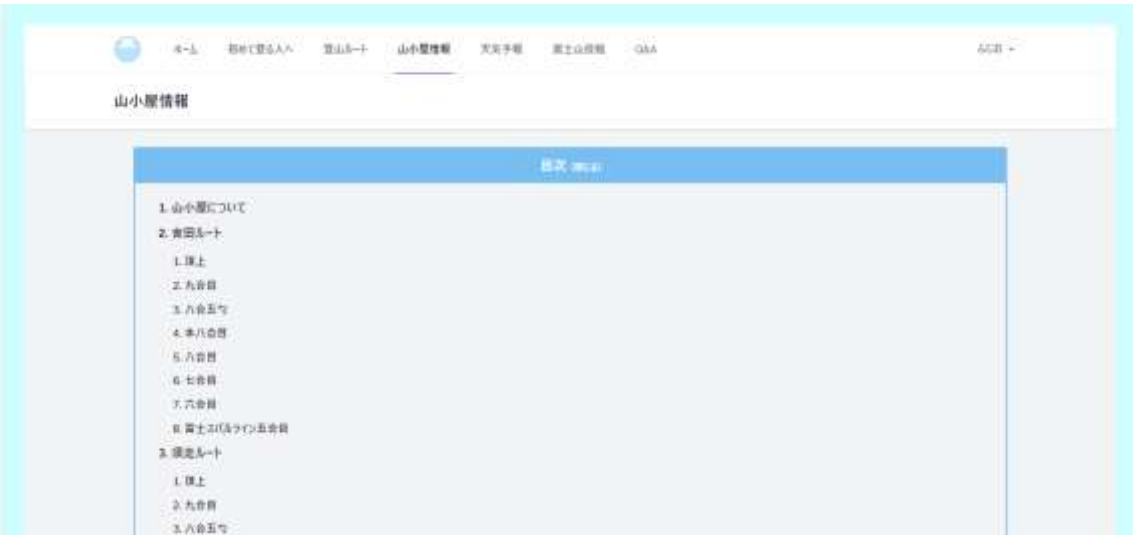 ホーム 初めて登る人へ 登山ルート 山小屋情報 天気予報 富士山情報 Q&A
山小屋情報
目次
1. 山小屋について
2. 吉田ルート
1. 頂上
2. 九合目
3. 八合五勺
4. 本八合目
5. 八合目
6. 七合目
7. 六合目
8. 富士スバルライン五合目
3. 須走ルート
1. 頂上
2. 九合目
3. 八合五勺